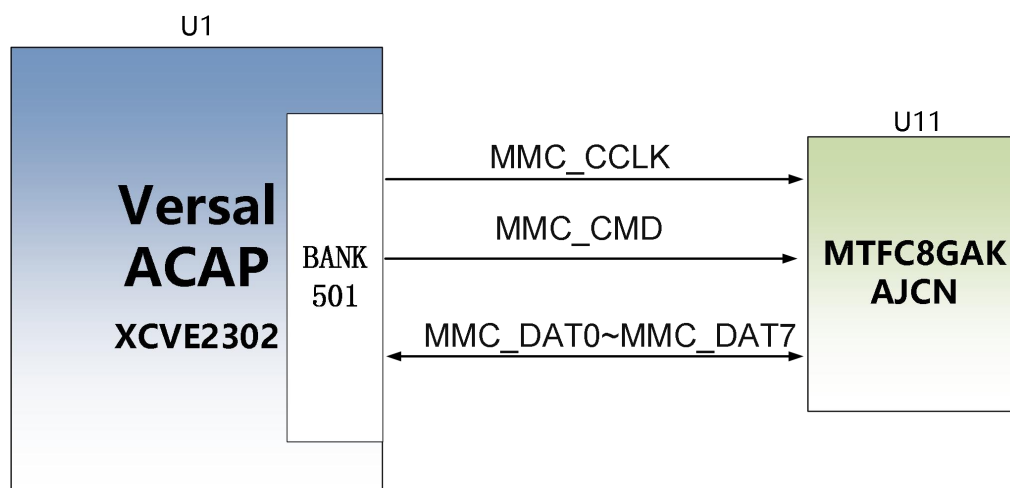 U1
U11
MMC_CCLK
Versal
ACAP
XCVE2302
BANK
501
MMC_CMD
MTFC8GAK
AJCN
MMC_DAT0~MMC_DAT7